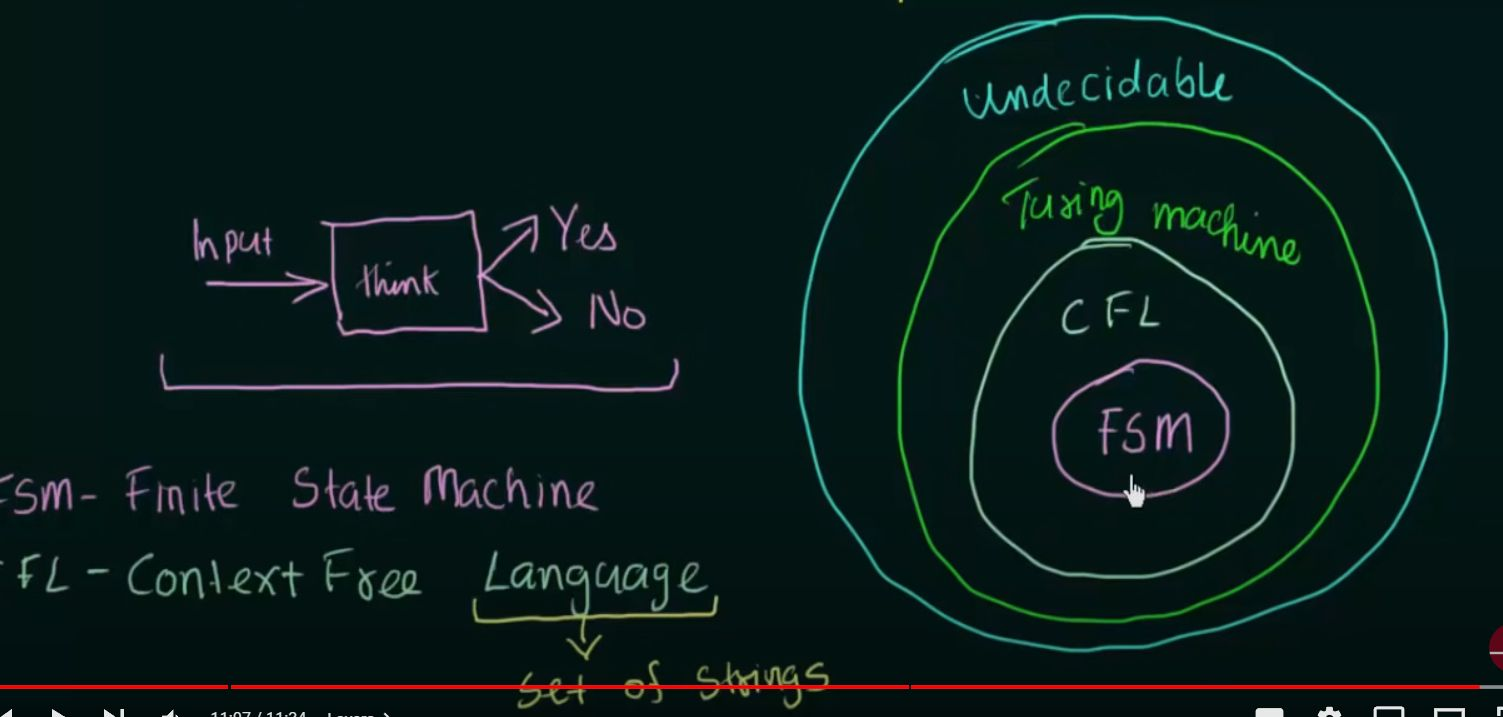 Undecidable
Turing machine
Input
think
Yes
No
CFL
FSM
FSM- Finite State Machine
FL - Context Free Language
Set of Strings
11:07 / 11:34